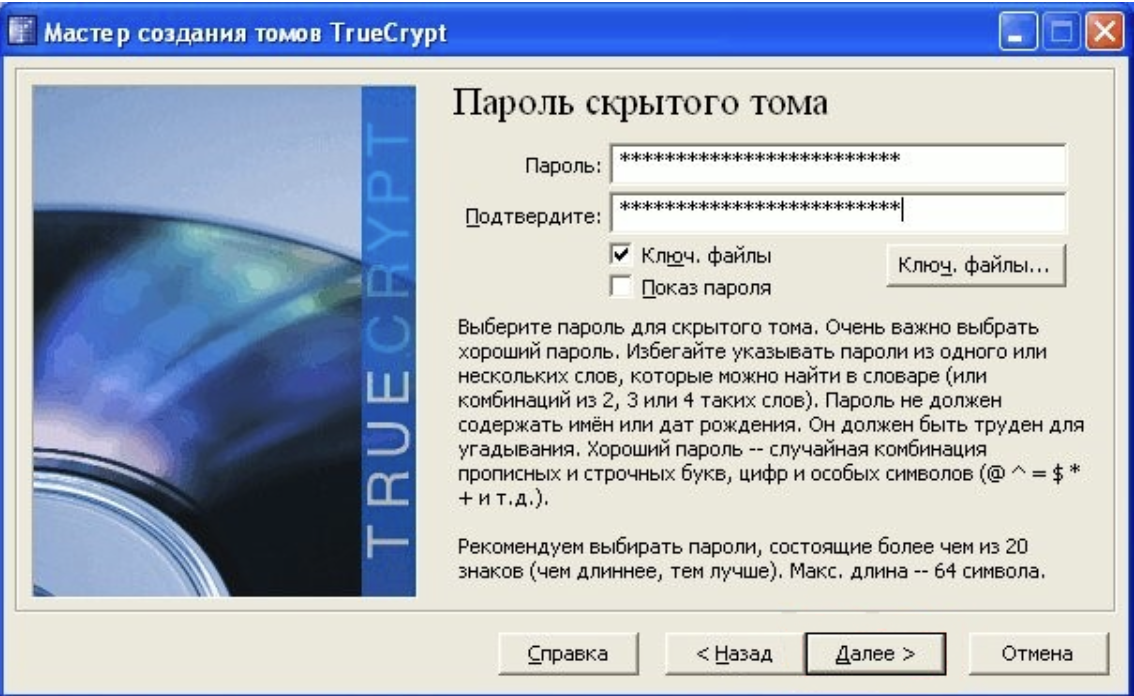 Мастер создания томов TrueCrypt
TRUECRYPT
Пароль скрытого тома
Пароль: *************************
Подтвердите: *************************
Ключ. файлы
Ключ. файлы...
Показ пароля
Выберите пароль для скрытого тома. Очень важно выбрать
хороший пароль. Избегайте указывать пароли из одного или
нескольких слов, которые можно найти в словаре (или
комбинаций из 2, 3 или 4 таких слов). Пароль не должен
содержать имён или дат рождения. Он должен быть труден для
угадывания. Хороший пароль -- случайная комбинация
прописных и строчных букв, цифр и особых символов (@ ^ = $ *
+ и т.д.).
Рекомендуем выбирать пароли, состоящие более чем из 20
знаков (чем длиннее, тем лучше). Макс. длина -- 64 символа.
Справка
< Назад
Далее >
Отмена